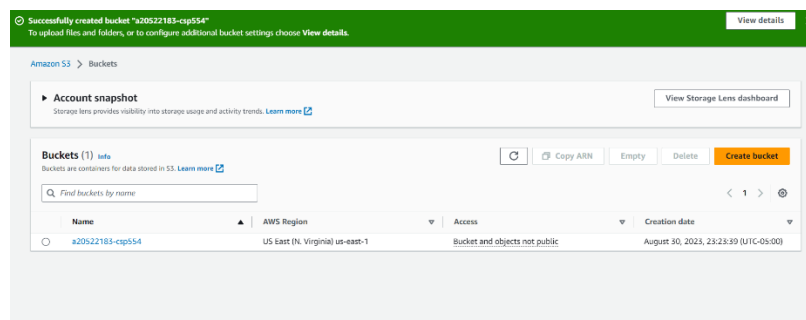 Successfully created bucket "a20522183-csp554"
View details
To upload files and folders, or to configure additional bucket settings choose View details.
Amazon S3 > Buckets
Account snapshot
View Storage Lens dashboard
Storage lens provides visibility into storage usage and activity trends. Learn more
Buckets (1) Info
Copy ARN Empty Delete Create bucket
Buckets are containers for data stored in S3. Learn more
Find buckets by name
< 1 >
Name AWS Region Access Creation date
a20522183-csp554 US East (N. Virginia) us-east-1 Bucket and objects not public August 30, 2023, 23:23:39 (UTC-05:00)